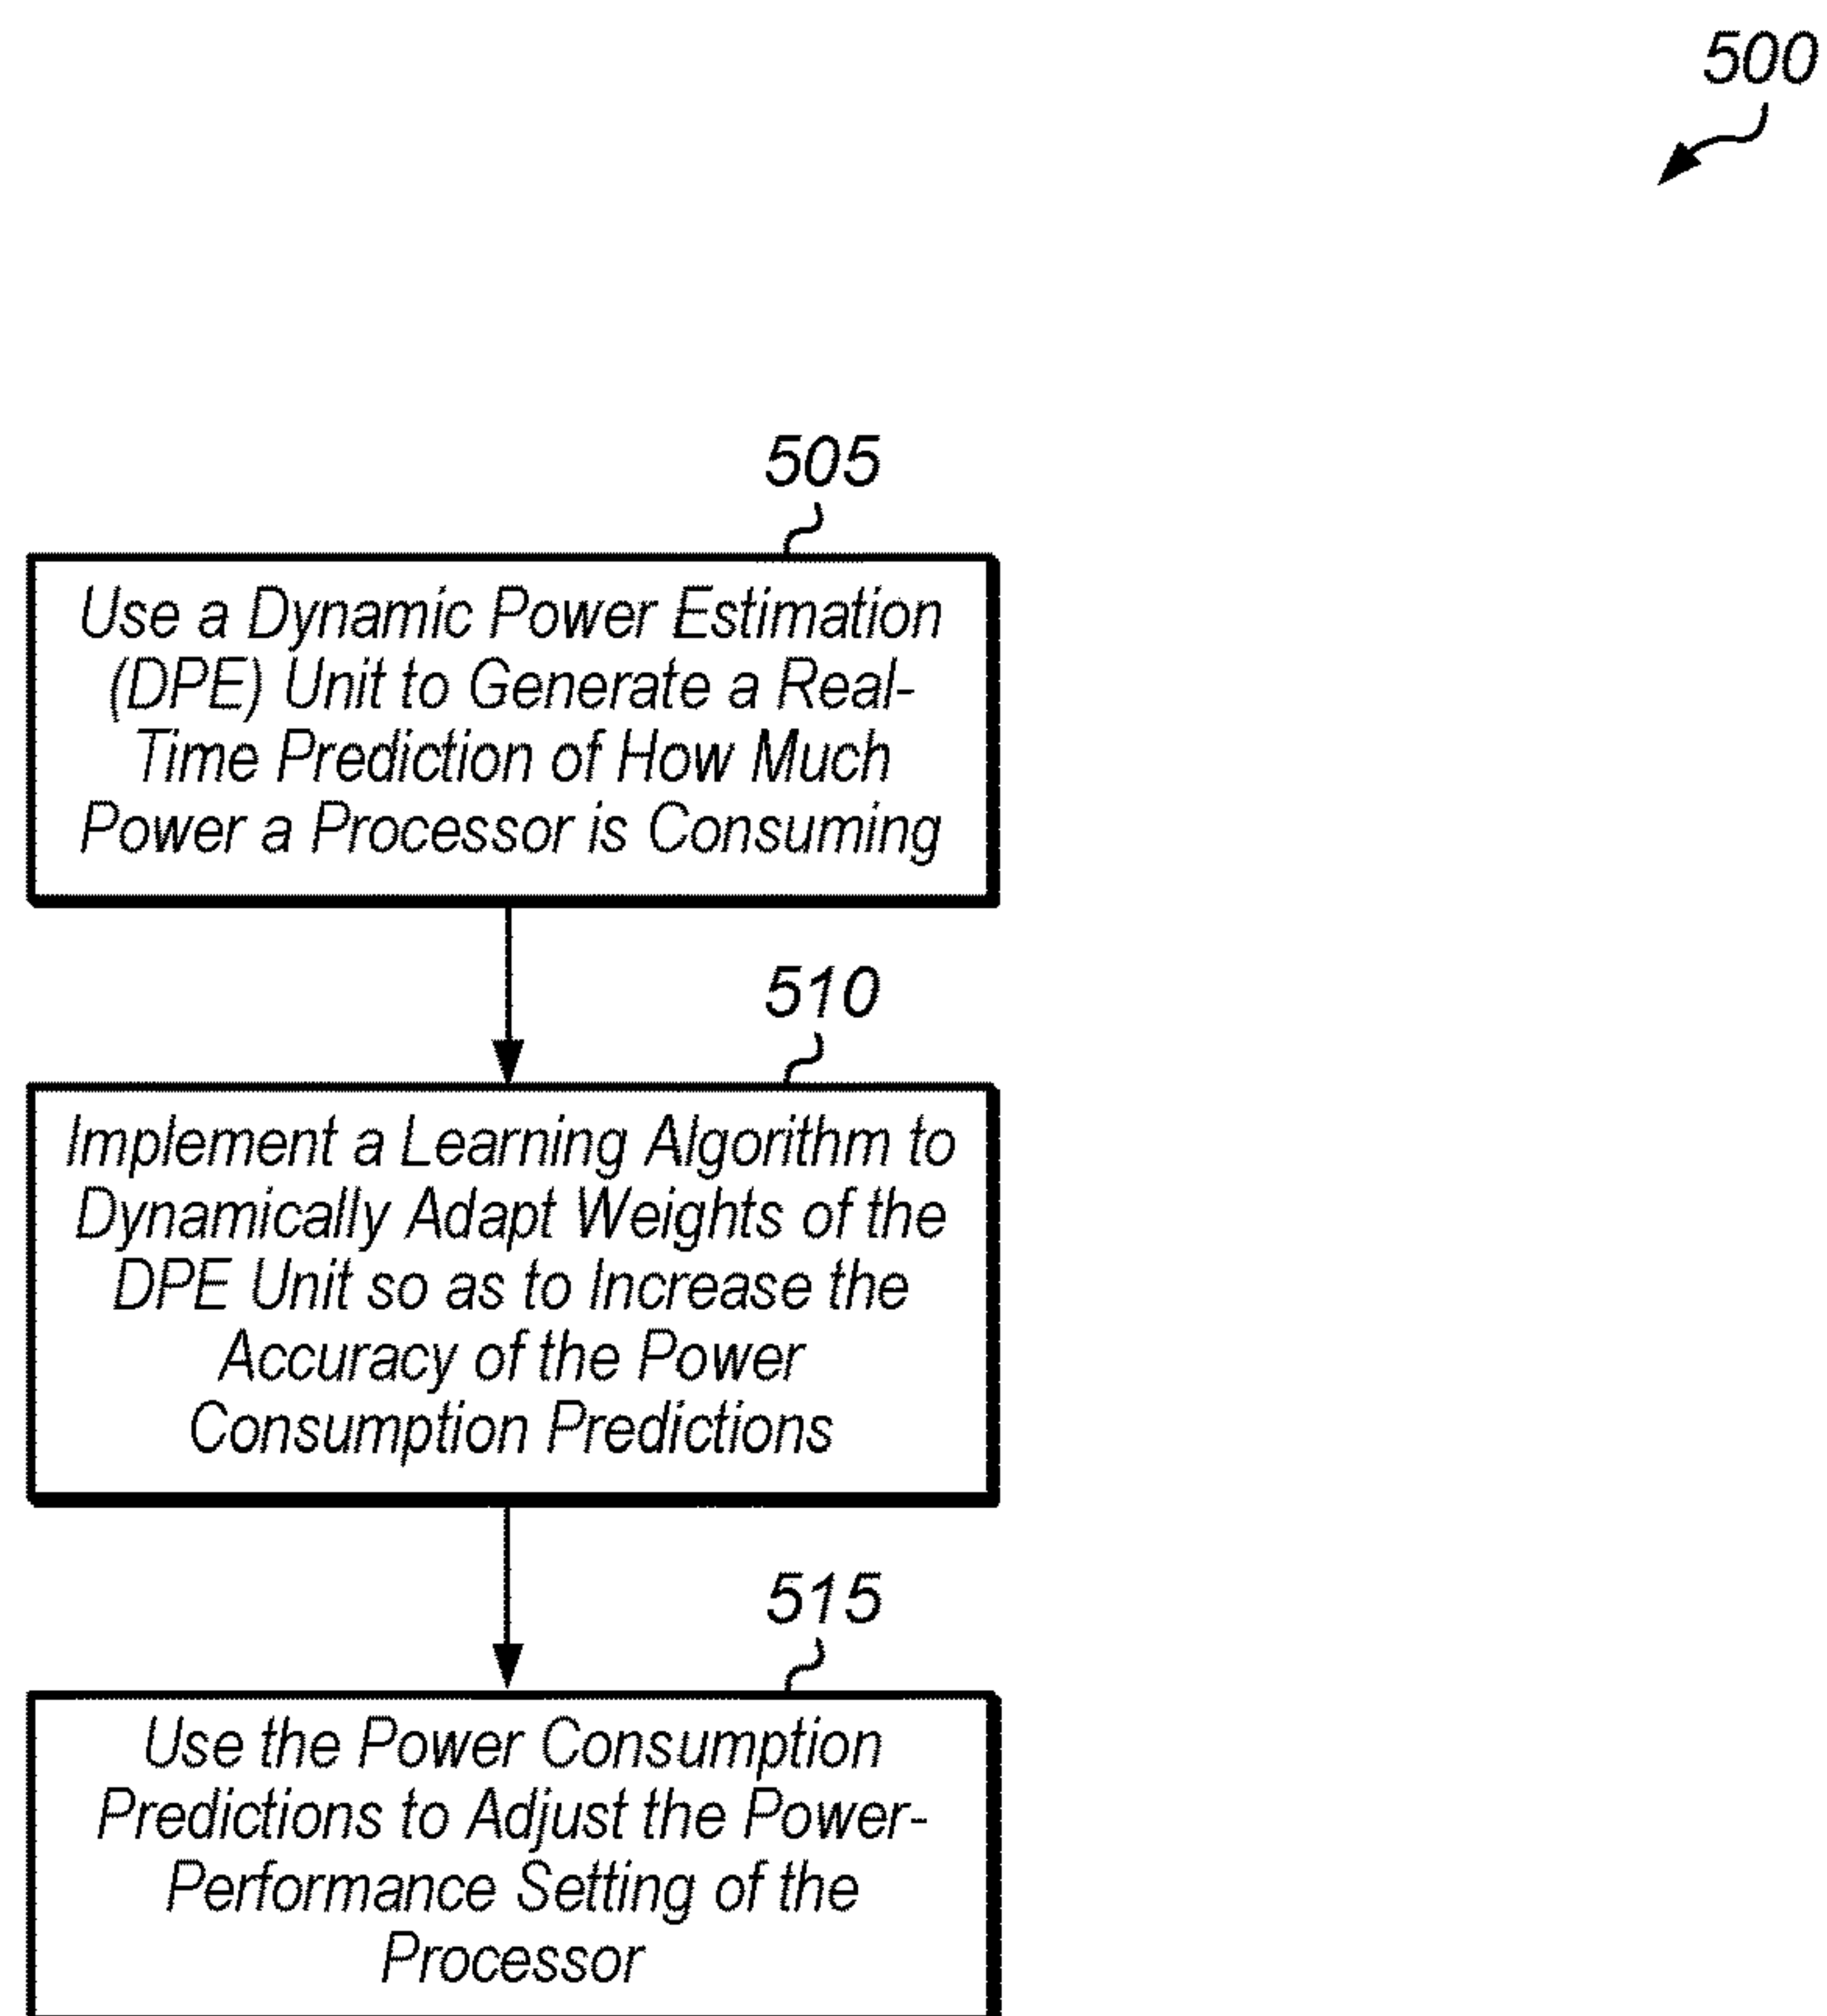 500
505
Use a Dynamic Power Estimation
(DPE) Unit to Generate a Real-
Time Prediction of How Much
Power a Processor is Consuming
510
Implement a Learning Algorithm to
Dynamically Adapt Weights of the
DPE Unit so as to Increase the
Accuracy of the Power
Consumption Predictions
515
Use the Power Consumption
Predictions to Adjust the Power-
Performance Setting of the
Processor